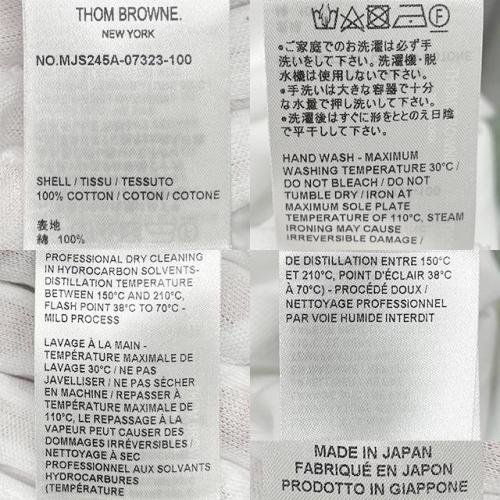 THOM BROWNE.
NEW YORK
NO.MJS245A-07323-100
SHELL / TISSU / TESSUTO
100% COTTON / COTON / COTONE
表地
綿 100%
●ご家庭でのお洗濯は必ず手
洗いをして下さい。洗濯機・脱
水機は使用しないで下さい。
●手洗いは大きな容器で十分
な水量で押し洗いして下さい。
●洗濯後はすぐに形をととのえ日陰
で平干しして下さい。
HAND WASH - MAXIMUM
WASHING TEMPERATURE 30°C /
DO NOT BLEACH / DO NOT
TUMBLE DRY / IRON AT
MAXIMUM SOLE PLATE
TEMPERATURE OF 110°C, STEAM
IRONING MAY CAUSE
IRREVERSIBLE DAMAGE /
PROFESSIONAL DRY CLEANING
IN HYDROCARBON SOLVENTS-
DISTILLATION TEMPERATURE
BETWEEN 150°C AND 210°C,
FLASH POINT 38°C TO 70°C -
MILD PROCESS
LAVAGE À LA MAIN -
TEMPÉRATURE MAXIMALE DE
LAVAGE 30°C / NE PAS
JAVELLISER / NE PAS SÉCHER
EN MACHINE / REPASSER À
TEMPÉRATURE MAXIMALE DE
110°C, LE REPASSAGE À LA
VAPEUR PEUT CAUSER DES
DOMMAGES IRRÉVERSIBLES /
NETTOYAGE À SEC
PROFESSIONNEL AUX SOLVANTS
HYDROCARBURES
(TEMPÉRATURE
DE DISTILLATION ENTRE 150°C
ET 210°C, POINT D'ÉCLAIR 38°C
À 70°C) - PROCÉDÉ DOUX /
NETTOYAGE PROFESSIONNEL
PAR VOIE HUMIDE INTERDIT
MADE IN JAPAN
FABRIQUÉ EN JAPON
PRODOTTO IN GIAPPONE